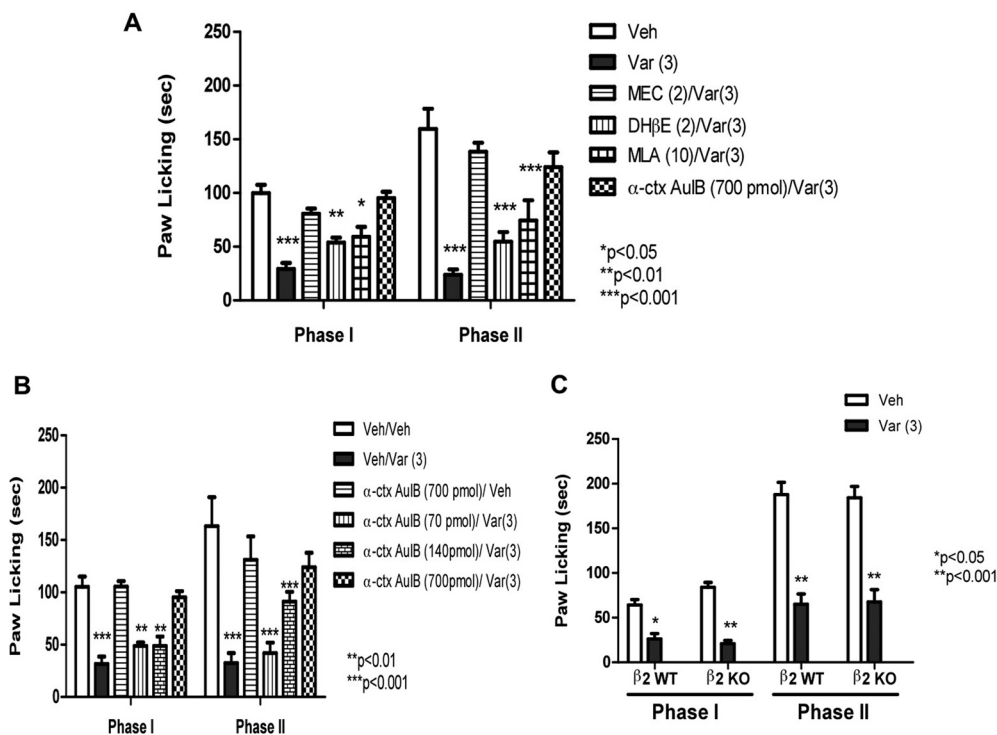 A
Paw Licking (sec)
250
200
150
100
50
0
***
**
*
***
***
***
Phase I
Phase II
Veh
Var (3)
MEC (2)/Var(3)
DHβE (2)/Var(3)
MLA (10)/Var(3)
α-ctx AuIB (700 pmol)/Var(3)
*p<0.05
**p<0.01
***p<0.001
B
Paw Licking (sec)
250
200
150
100
50
0
***
**
**
***
***
***
Phase I
Phase II
Veh/Veh
Veh/Var (3)
α-ctx AuIB (700 pmol)/ Veh
α-ctx AuIB (70 pmol)/ Var(3)
α-ctx AuIB (140pmol)/ Var(3)
α-ctx AuIB (700pmol)/ Var(3)
**p<0.01
***p<0.001
C
Veh
Var (3)
Paw Licking (sec)
250
200
150
100
50
0
*
**
**
**
β2 WT
β2 KO
β2 WT
β2 KO
Phase I
Phase II
*p<0.05
**p<0.001